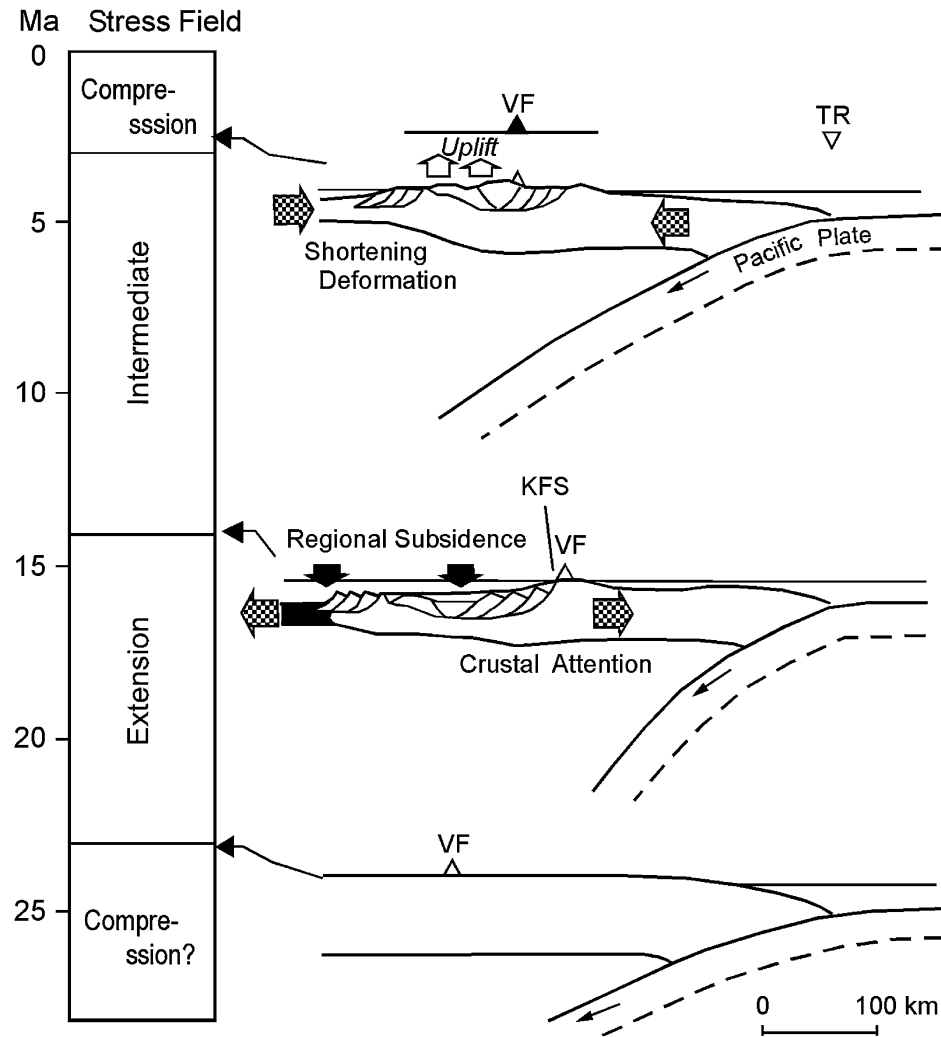 Ma Stress Field
0
Compre-
sssion
VF
TR
Uplift
5
Shortening
Deformation
Pacific Plate
Intermediate
10
KFS
Regional Subsidence
VF
15
Crustal Attention
Extension
20
VF
25
Compre-
ssion?
0 100 km